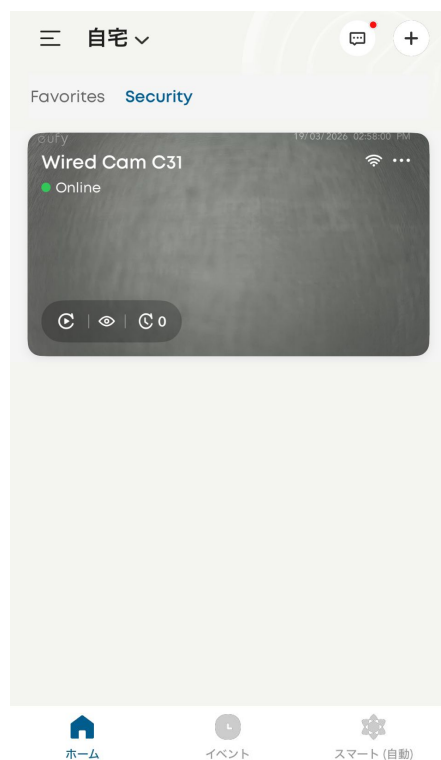 自宅
Favorites Security
eufy 19/03/2026 02:58:00 PM
Wired Cam C31
Online
0
ホーム イベント スマート (自動)